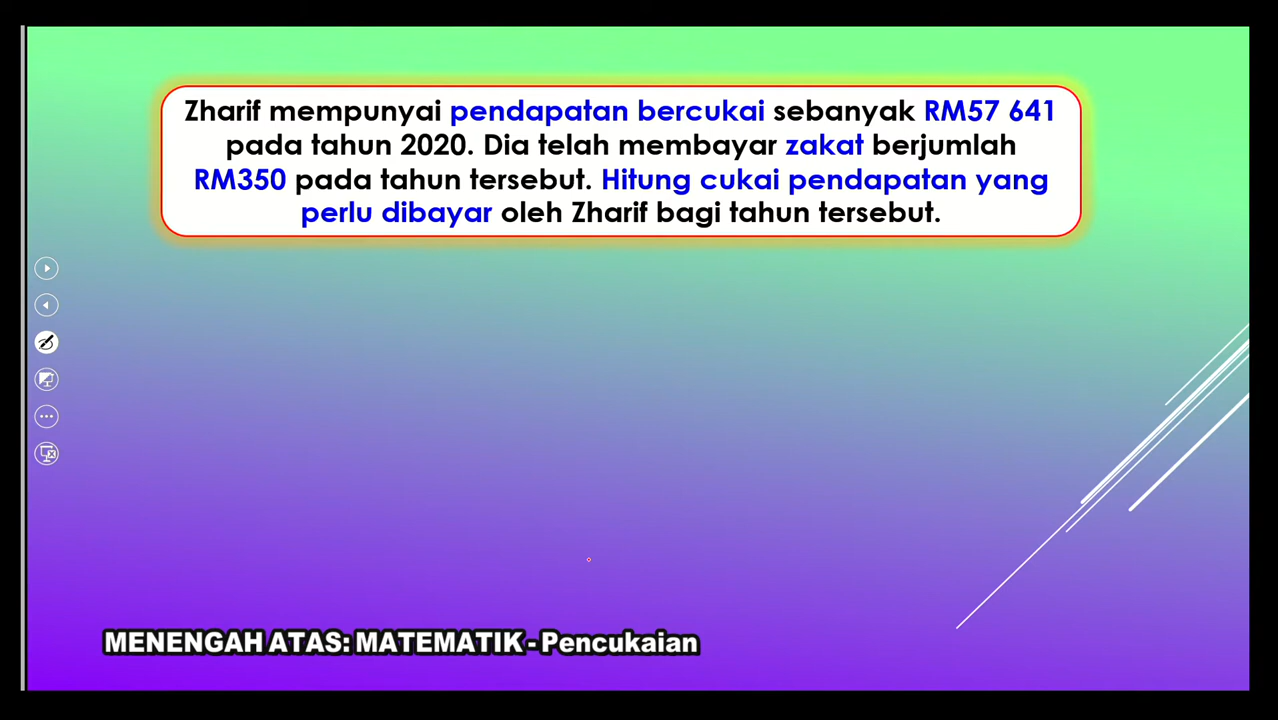 Zharif mempunyai pendapatan bercukai sebanyak RM57 641
pada tahun 2020. Dia telah membayar zakat berjumlah
RM350 pada tahun tersebut. Hitung cukai pendapatan yang
perlu dibayar oleh Zharif bagi tahun tersebut.
MENENGAH ATAS: MATEMATIK - Pencukaian